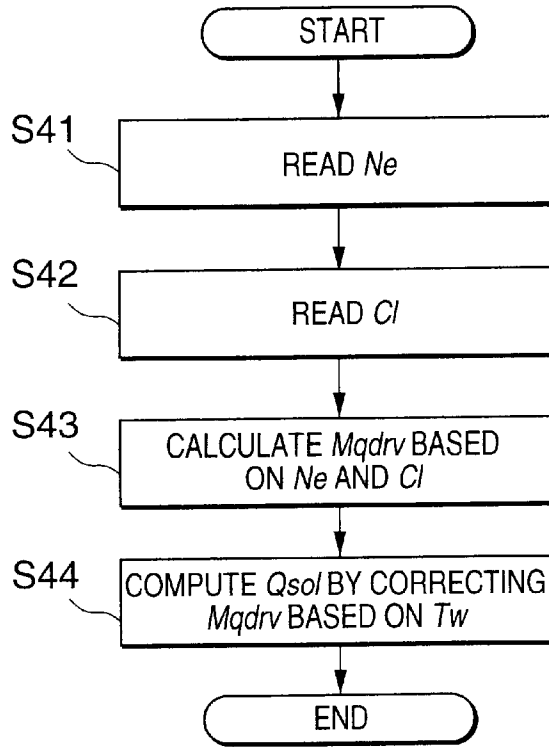 START
S41
READ Ne
S42
READ Cl
S43
CALCULATE Mqdrv BASED
ON Ne AND Cl
S44
COMPUTE Qsol BY CORRECTING
Mqdrv BASED ON Tw
END